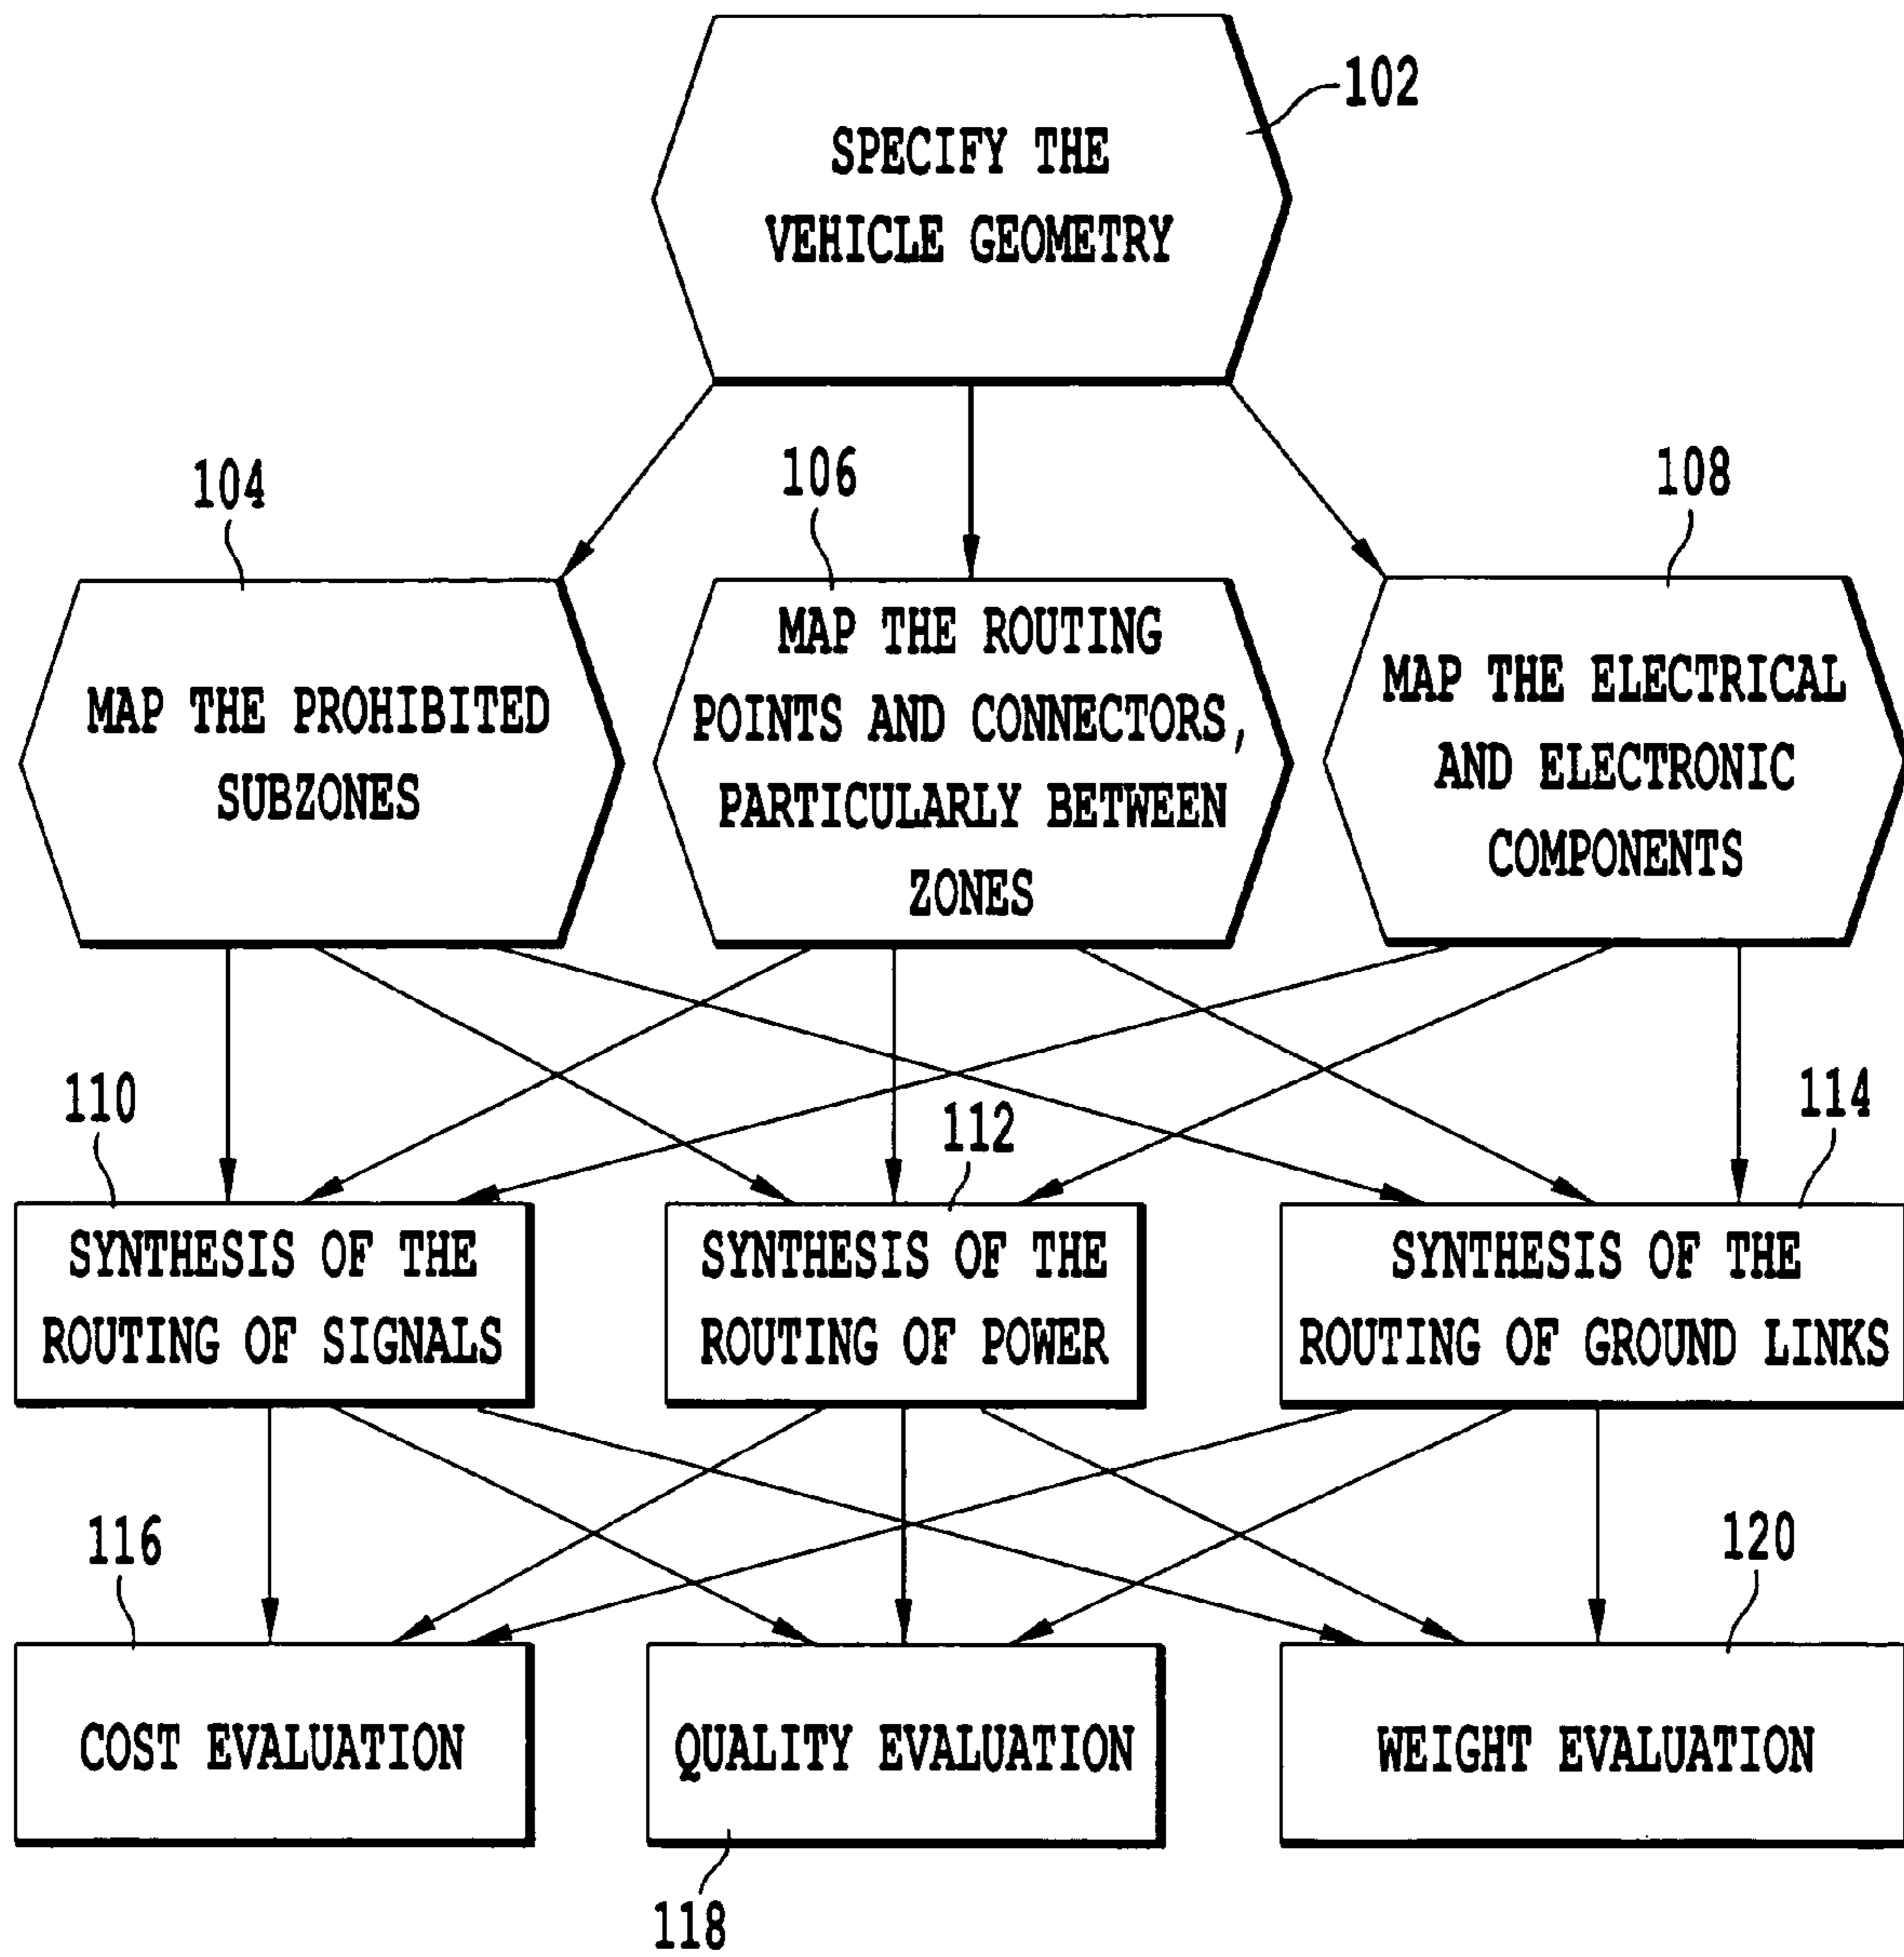 102
SPECIFY THE
VEHICLE GEOMETRY
104
106
108
MAP THE PROHIBITED
SUBZONES
MAP THE ROUTING
POINTS AND CONNECTORS,
PARTICULARLY BETWEEN
ZONES
MAP THE ELECTRICAL
AND ELECTRONIC
COMPONENTS
110
112
114
SYNTHESIS OF THE
ROUTING OF SIGNALS
SYNTHESIS OF THE
ROUTING OF POWER
SYNTHESIS OF THE
ROUTING OF GROUND LINKS
116
120
COST EVALUATION
QUALITY EVALUATION
WEIGHT EVALUATION
118